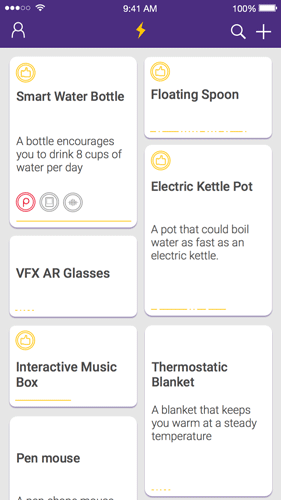 9:41 AM
100%
Smart Water Bottle
A bottle encourages
you to drink 8 cups of
water per day
Floating Spoon
Electric Kettle Pot
A pot that could boil
water as fast as an
electric kettle.
VFX AR Glasses
Interactive Music
Box
Thermostatic
Blanket
A blanket that keeps
you warm at a steady
temperature
Pen mouse
A pen shape mouse